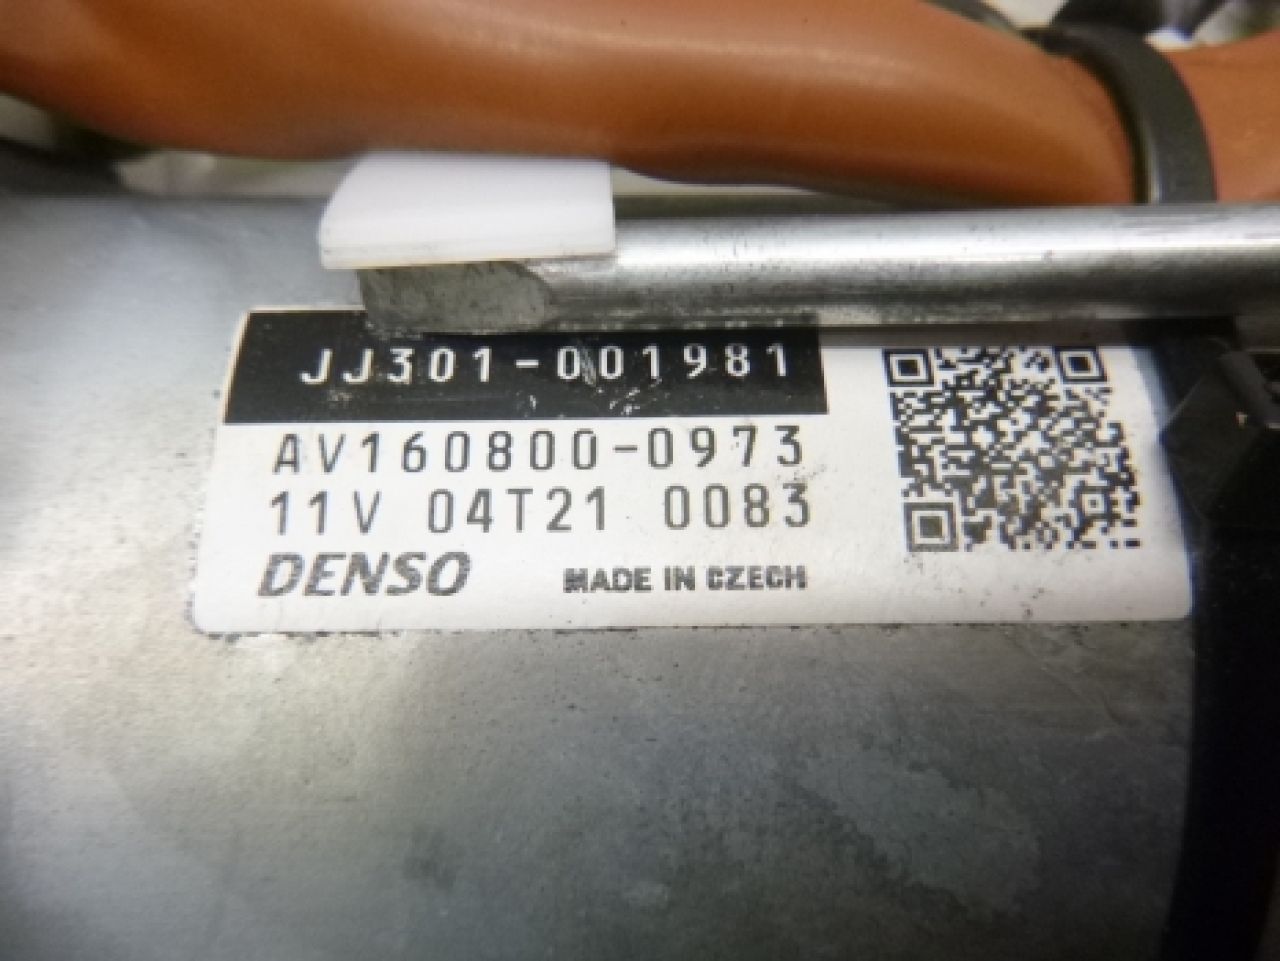 JJ301-001981
AV160800-0973
11V 04T21 0083
DENSO MADE IN CZECH